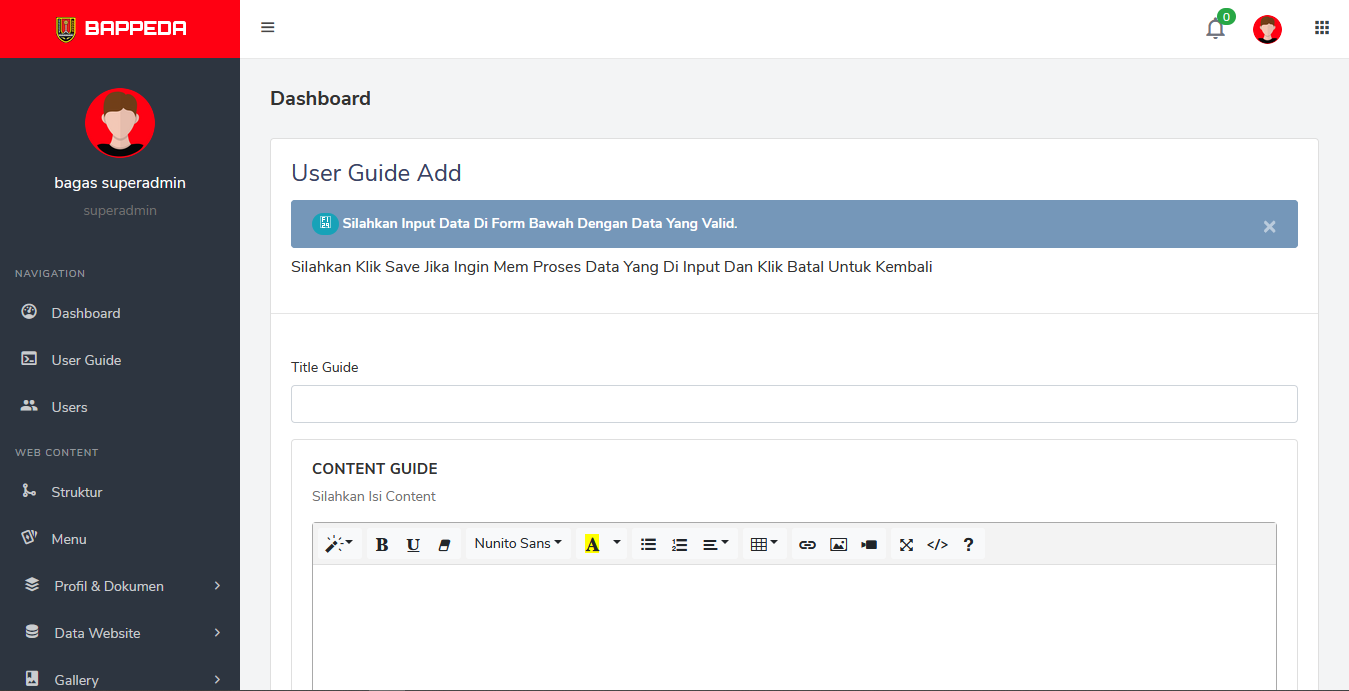 BAPPEDA
0
bagas superadmin
superadmin
NAVIGATION
Dashboard
User Guide
Users
WEB CONTENT
Struktur
Menu
Profil & Dokumen
Data Website
Gallery
Dashboard
User Guide Add
Silahkan Input Data Di Form Bawah Dengan Data Yang Valid.
Silahkan Klik Save Jika Ingin Mem Proses Data Yang Di Input Dan Klik Batal Untuk Kembali
Title Guide
CONTENT GUIDE
Silahkan Isi Content
B U Nunito Sans A </> ?